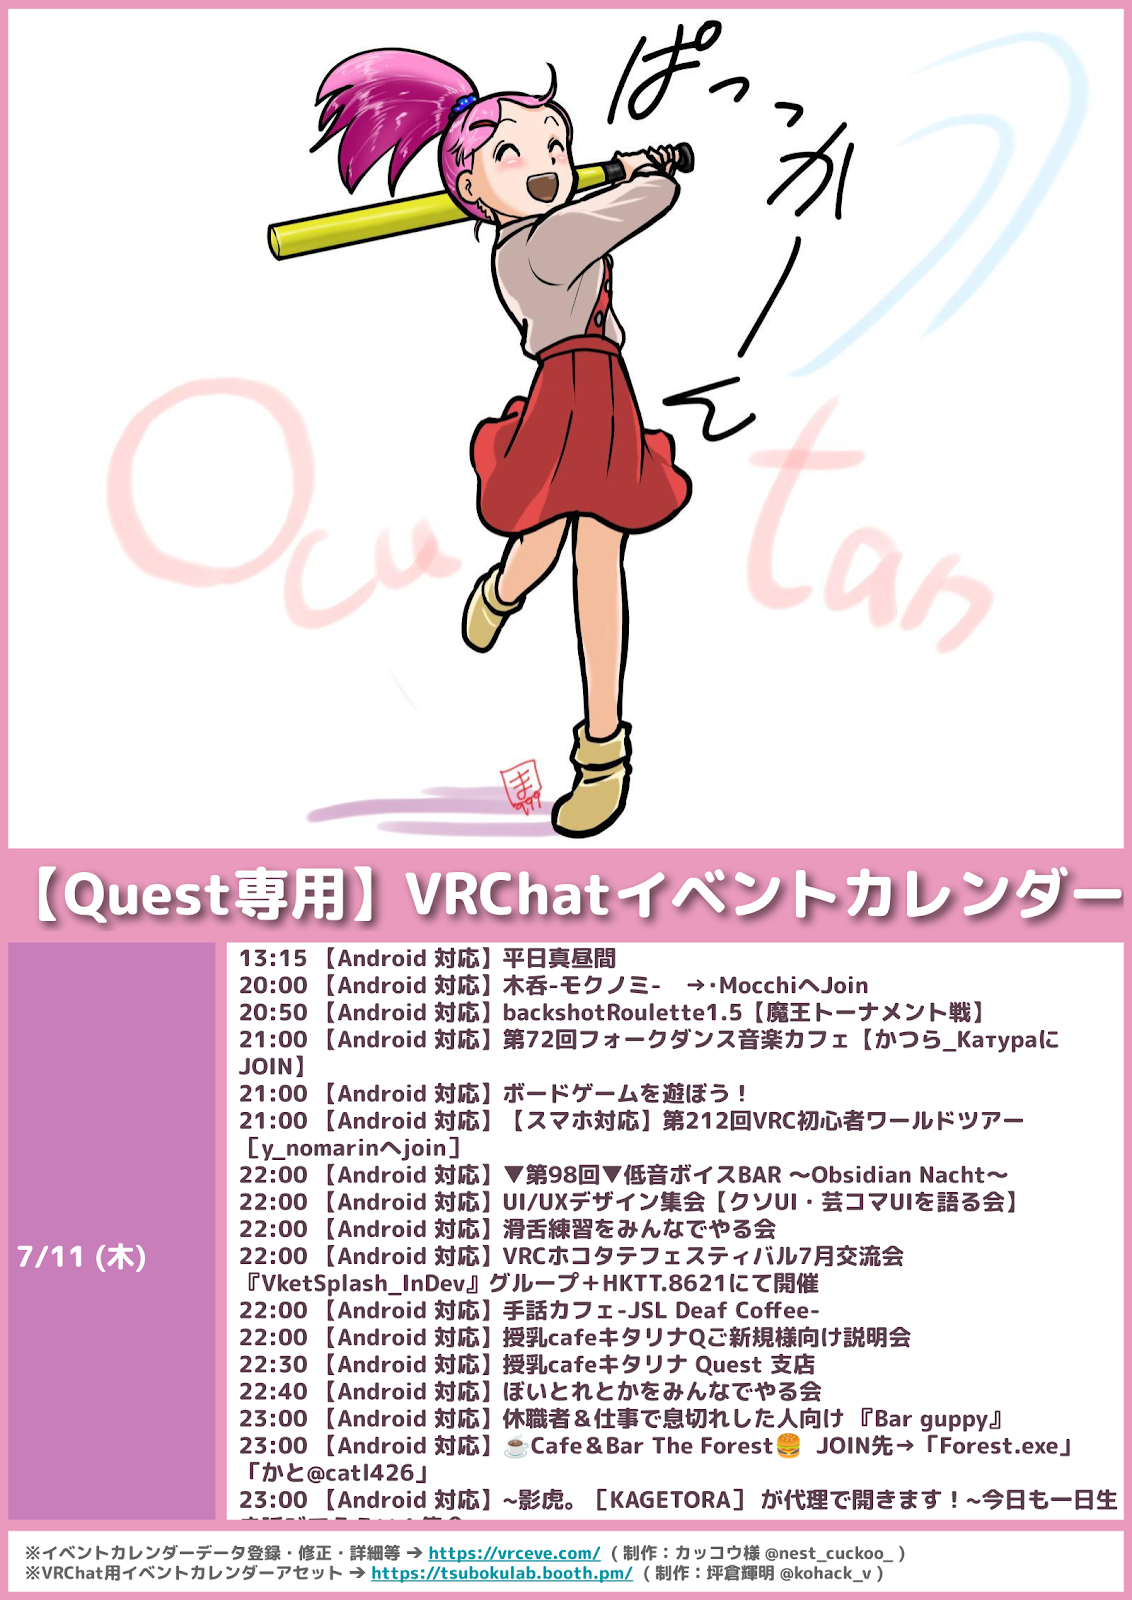 ぱっっかーーん
Ocu tan
ま
999
【Quest専用】VRChatイベントカレンダー
7/11 (木)
13:15 【Android 対応】平日真昼間
20:00 【Android 対応】木呑-モクノミ-　→･MocchiへJoin
20:50 【Android 対応】backshotRoulette1.5【魔王トーナメント戦】
21:00 【Android 対応】第72回フォークダンス音楽カフェ【かつら_Катураに
JOIN】
21:00 【Android 対応】ボードゲームを遊ぼう！
21:00 【Android 対応】【スマホ対応】第212回VRC初心者ワールドツアー
［y_nomarinへjoin］
22:00 【Android 対応】▼第98回▼低音ボイスBAR ～Obsidian Nacht～
22:00 【Android 対応】UI/UXデザイン集会【クソUI・芸コマUIを語る会】
22:00 【Android 対応】滑舌練習をみんなでやる会
22:00 【Android 対応】VRCホコタテフェスティバル7月交流会
『VketSplash_InDev』グループ＋HKTT.8621にて開催
22:00 【Android 対応】手話カフェ-JSL Deaf Coffee-
22:00 【Android 対応】授乳cafeキタリナQご新規様向け説明会
22:30 【Android 対応】授乳cafeキタリナ Quest 支店
22:40 【Android 対応】ぼいとれとかをみんなでやる会
23:00 【Android 対応】休職者＆仕事で息切れした人向け 『Bar guppy』
23:00 【Android 対応】☕Cafe＆Bar The Forest🍔 JOIN先→「Forest.exe」
「かと@catl426」
23:00 【Android 対応】~影虎。［KAGETORA］ が代理で開きます！~今日も一日生
※イベントカレンダーデータ登録・修正・詳細等 → https://vrceve.com/ ( 制作：カッコウ様 @nest_cuckoo_ )
※VRChat用イベントカレンダーアセット → https://tsubokulab.booth.pm/ ( 制作：坪倉輝明 @kohack_v )